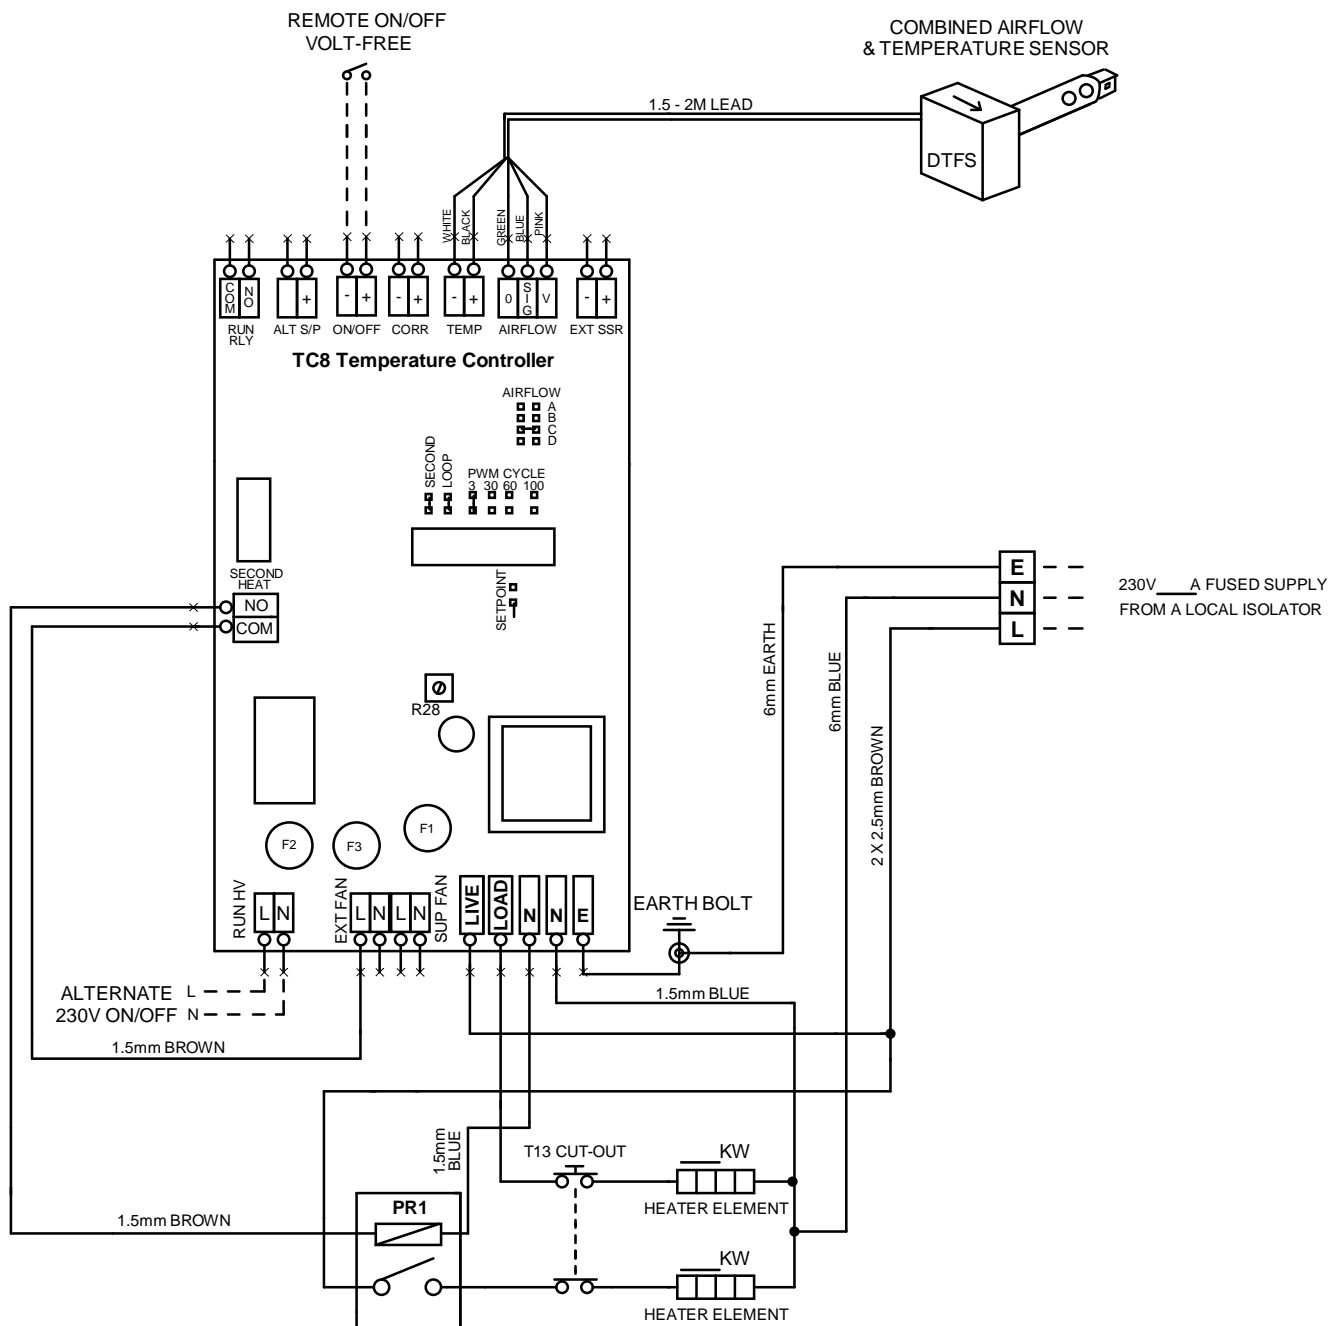 REMOTE ON/OFF
VOLT-FREE
COMBINED AIRFLOW
& TEMPERATURE SENSOR
1.5 - 2M LEAD
DTFS
WHITE
BLACK
GREEN
BLUE
PINK
COM
NO
+
-
+
-
+
-
+
0
SIG
V
-
+
RUN
RLY
ALT S/P
ON/OFF
CORR
TEMP
AIRFLOW
EXT SSR
TC8 Temperature Controller
AIRFLOW
A
B
C
D
SECOND
LOOP
PWM CYCLE
3 30 60 100
SETPOINT
SECOND
HEAT
NO
COM
E
N
L
230V___A FUSED SUPPLY
FROM A LOCAL ISOLATOR
6mm EARTH
6mm BLUE
2 X 2.5mm BROWN
R28
F2
F3
F1
RUN HV
L N
EXT FAN
L N L N
SUP FAN
LIVE
LOAD
N
N
E
EARTH BOLT
ALTERNATE L
230V ON/OFF N
1.5mm BLUE
1.5mm BROWN
1.5mm
BLUE
T13 CUT-OUT
KW
HEATER ELEMENT
PR1
1.5mm BROWN
KW
HEATER ELEMENT